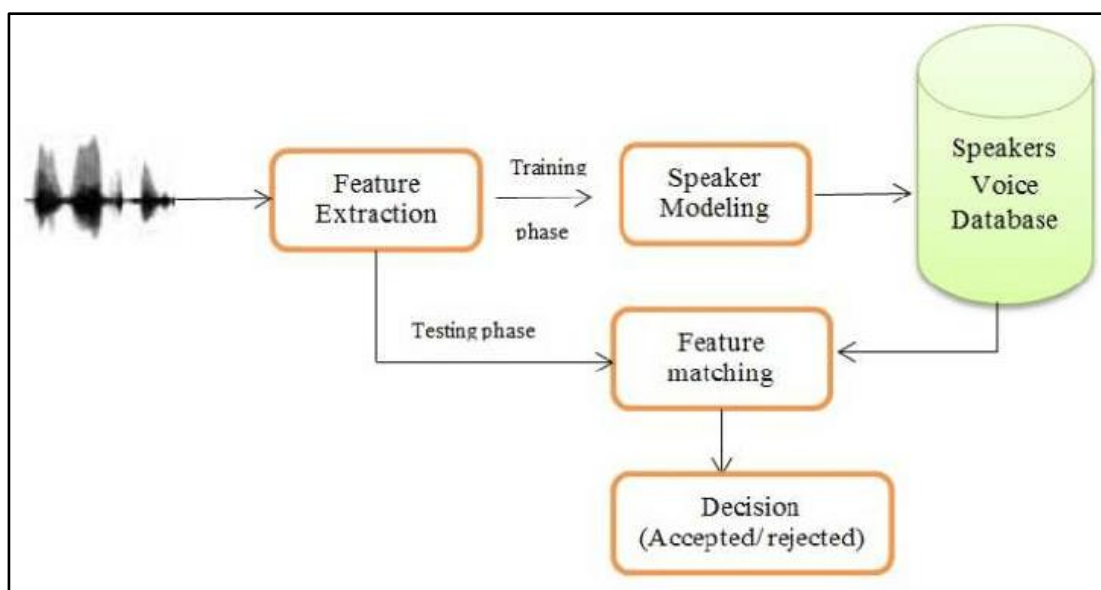 Feature
Extraction
Training
phase
Speaker
Modeling
Speakers
Voice
Database
Testing phase
Feature
matching
Decision
(Accepted/ rejected)